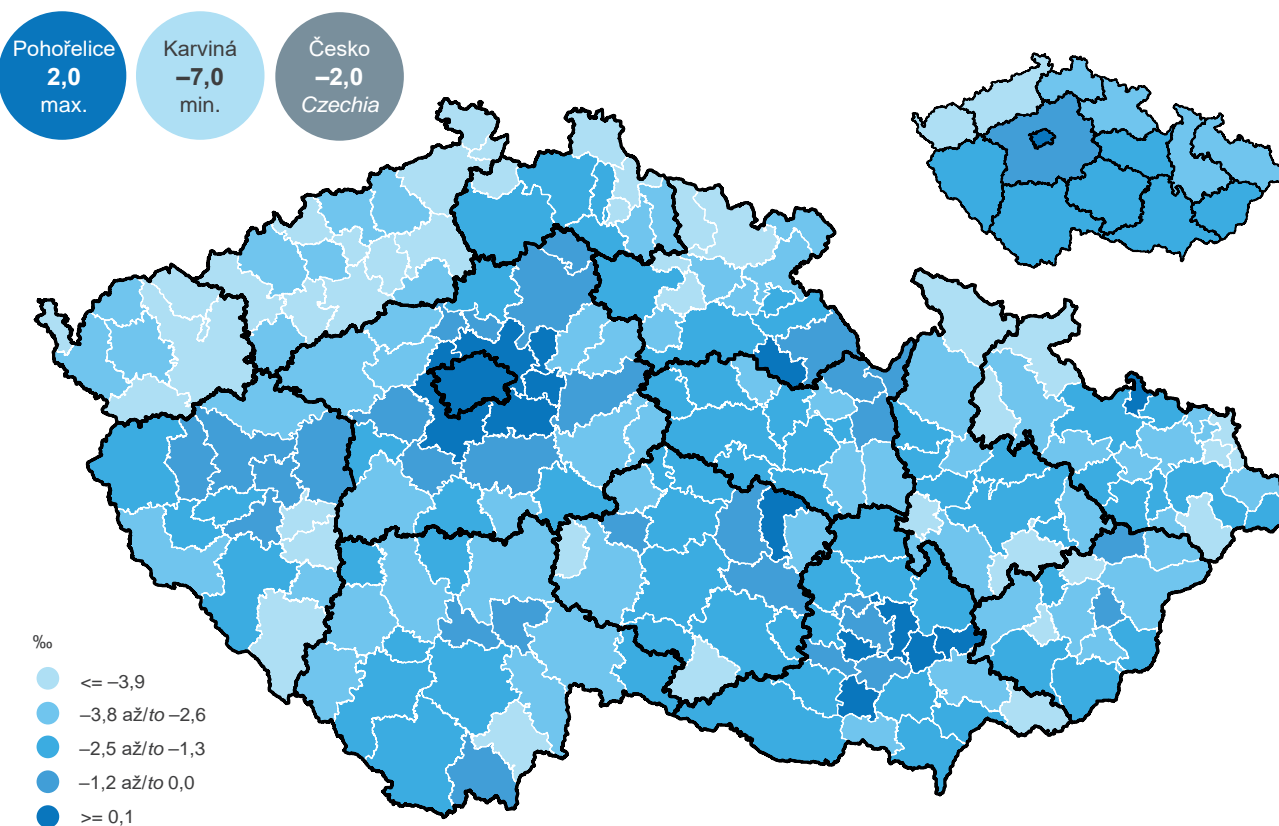 Pohořelice
2,0
max.
Karviná
–7,0
min.
Česko
–2,0
Czechia
‰
<= –3,9
–3,8 až/to –2,6
–2,5 až/to –1,3
–1,2 až/to 0,0
>= 0,1